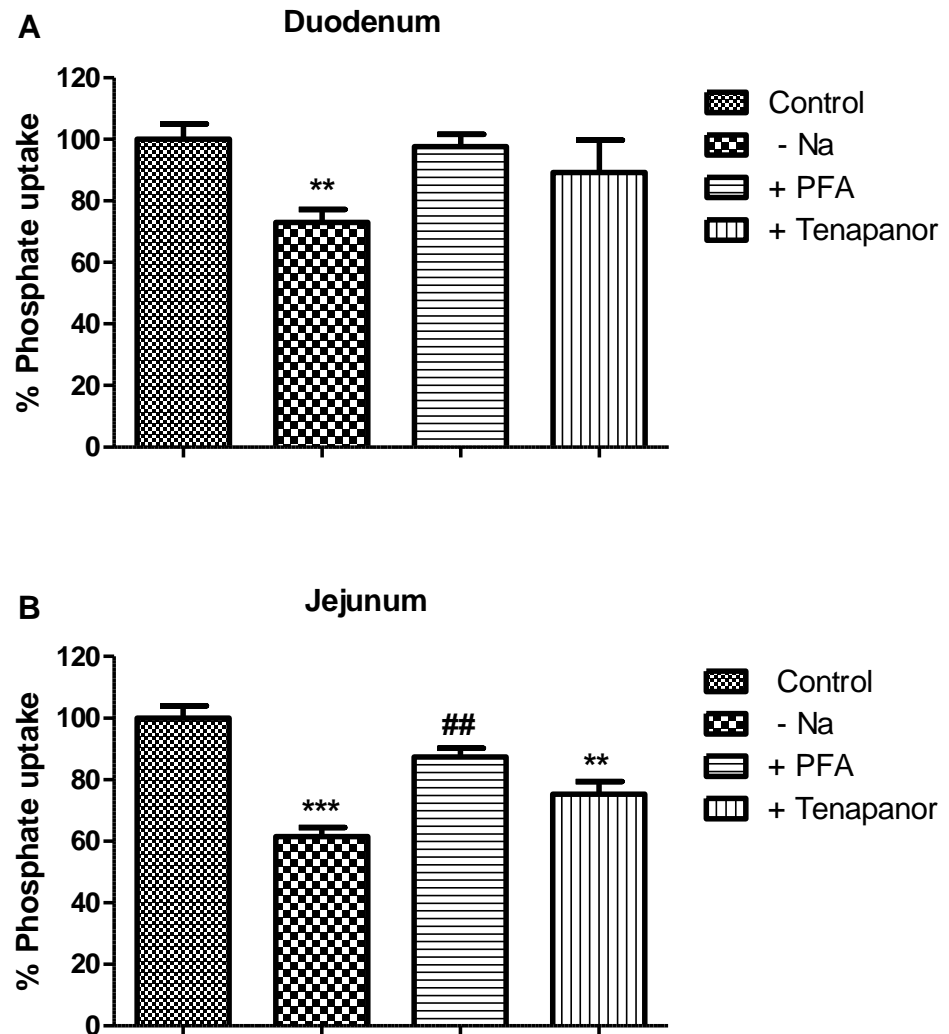 A
Duodenum
% Phosphate uptake
120
100
80
60
40
20
0
**
Control
- Na
+ PFA
+ Tenapanor
B
Jejunum
% Phosphate uptake
120
100
80
60
40
20
0
***
##
**
Control
- Na
+ PFA
+ Tenapanor